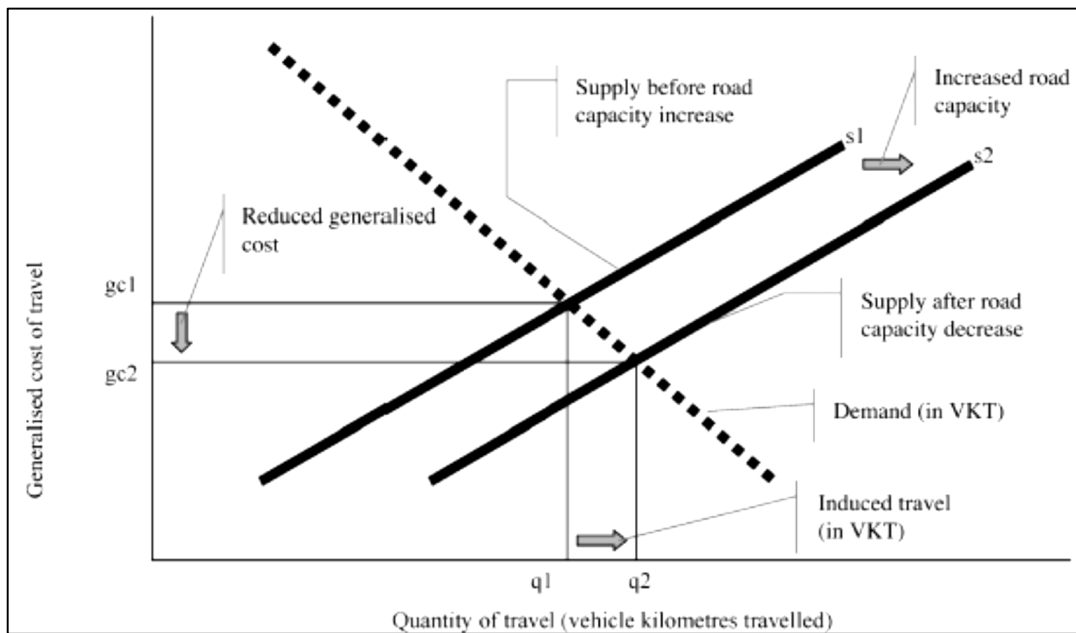 Supply before road
capacity increase
Increased road
capacity
s1
s2
Reduced generalised
cost
gc1
gc2
Generalised cost of travel
Supply after road
capacity decrease
Demand (in VKT)
Induced travel
(in VKT)
q1
q2
Quantity of travel (vehicle kilometres travelled)